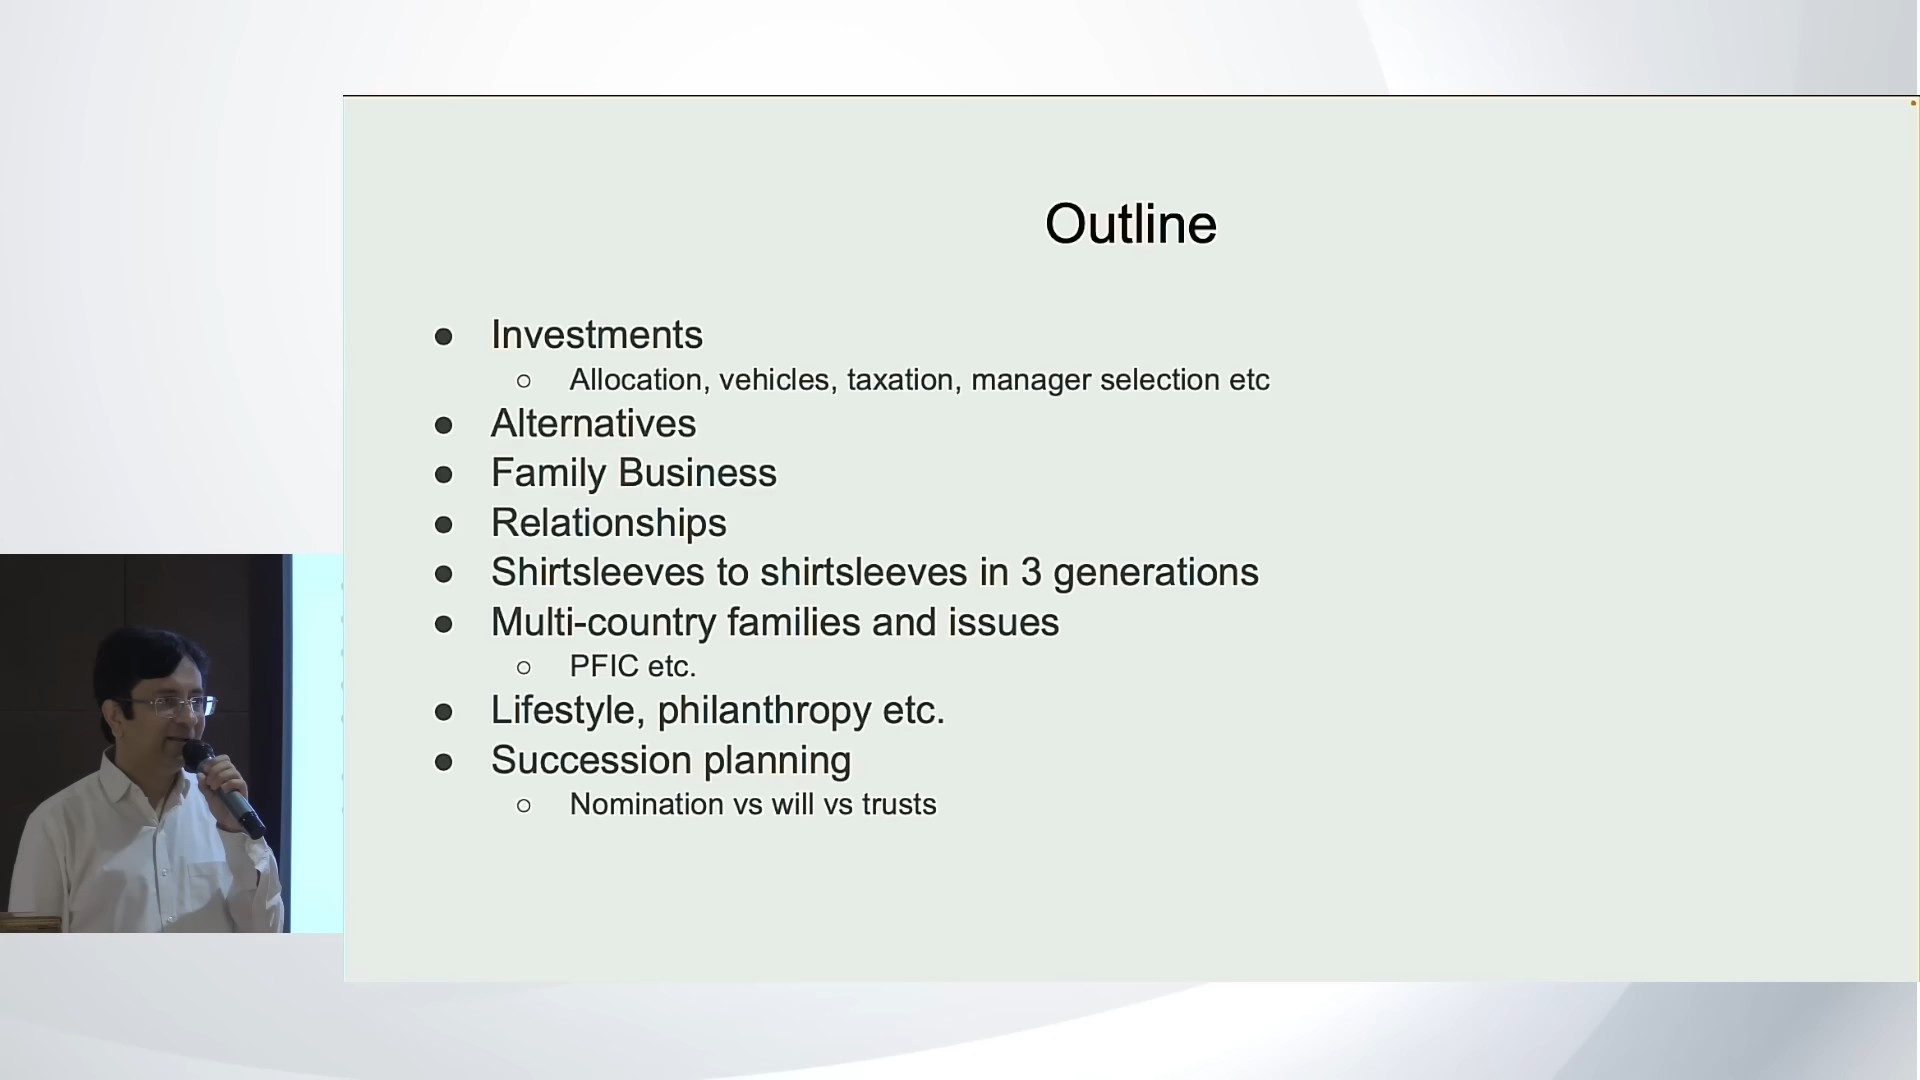 Outline
● Investments
○ Allocation, vehicles, taxation, manager selection etc
● Alternatives
● Family Business
● Relationships
● Shirtsleeves to shirtsleeves in 3 generations
● Multi-country families and issues
○ PFIC etc.
● Lifestyle, philanthropy etc.
● Succession planning
○ Nomination vs will vs trusts